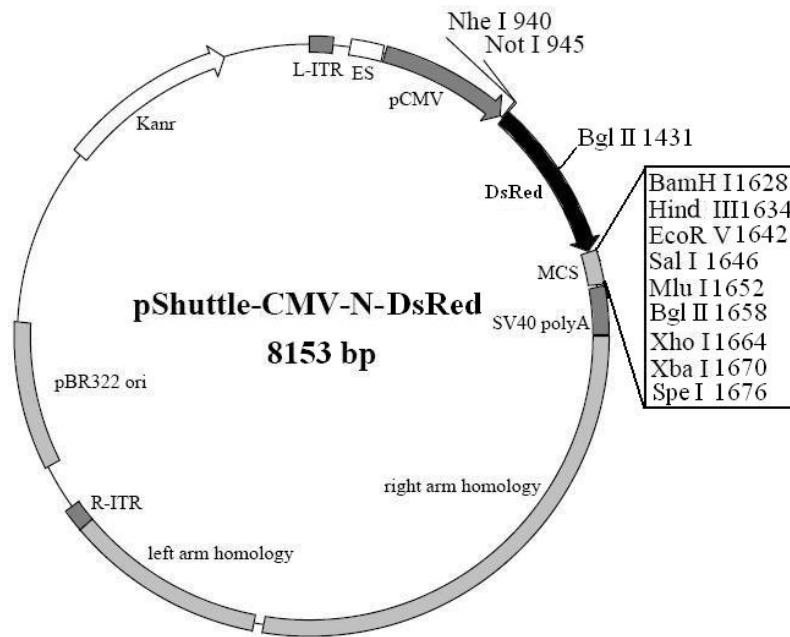 Nhe I 940
Not I 945
L-ITR
ES
pCMV
Kanr
Bgl II 1431
DsRed
BamH I1628
Hind III1634
EcoR V1642
Sal I 1646
Mlu I1652
Bgl II 1658
Xho I1664
Xba I 1670
Spe I 1676
MCS
pShuttle-CMV-N-DsRed
8153 bp
SV40 polyA
pBR322 ori
right arm homology
R-ITR
left arm homology